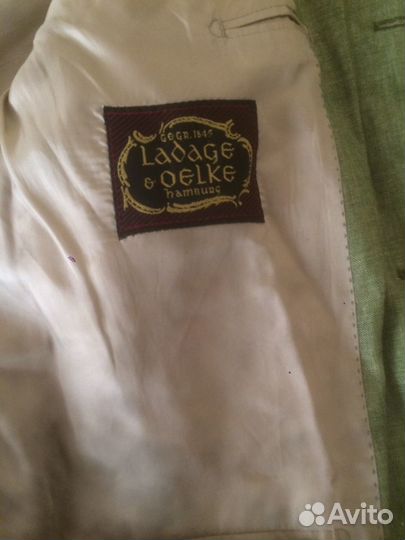 GEGR. 1845
LADAGE
& OELKE
HAMBURG
Avito